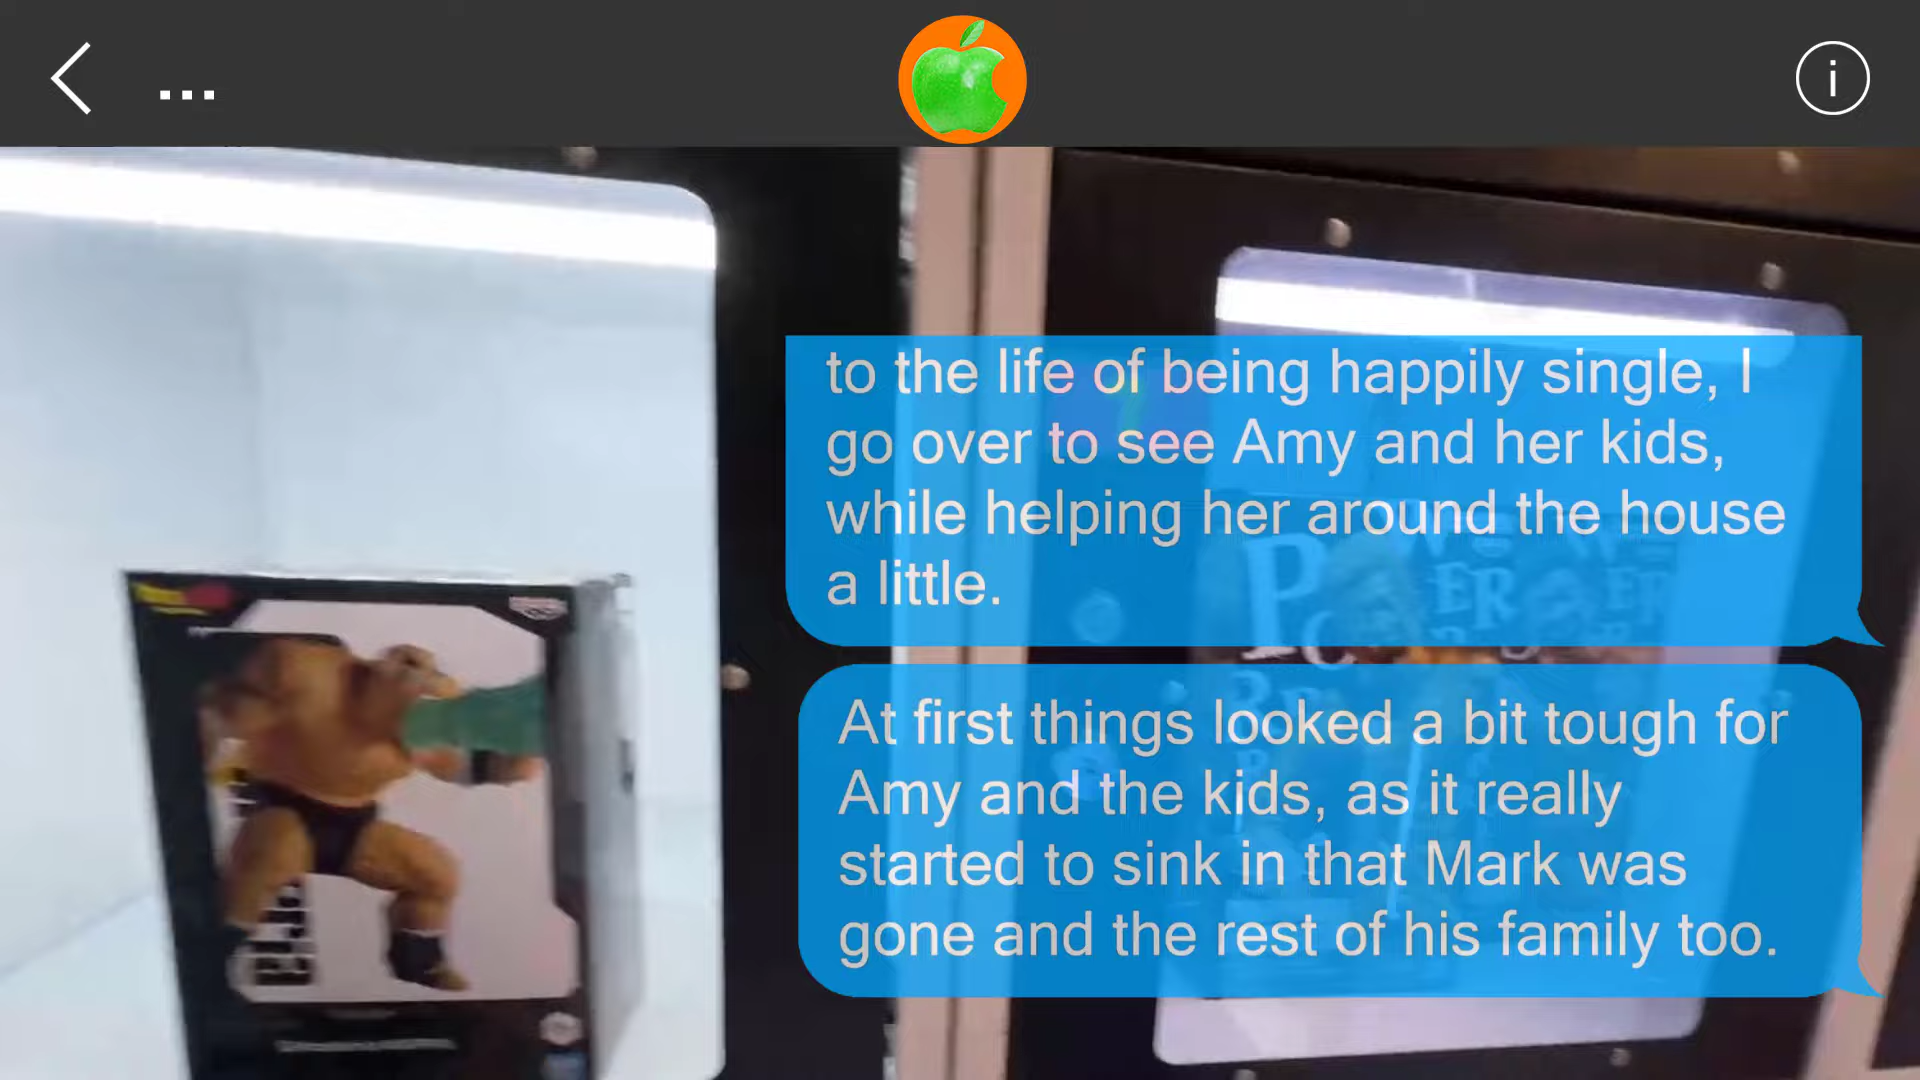 ...
to the life of being happily single, I
go over to see Amy and her kids,
while helping her around the house
a little.
At first things looked a bit tough for
Amy and the kids, as it really
started to sink in that Mark was
gone and the rest of his family too.